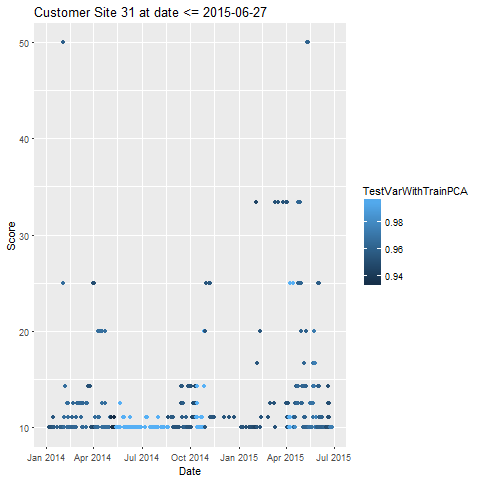 Customer Site 31 at date <= 2015-06-27
50
40
30
20
10
Score
Jan 2014 Apr 2014 Jul 2014 Oct 2014 Jan 2015 Apr 2015 Jul 2015
Date
TestVarWithTrainPCA
0.98
0.96
0.94